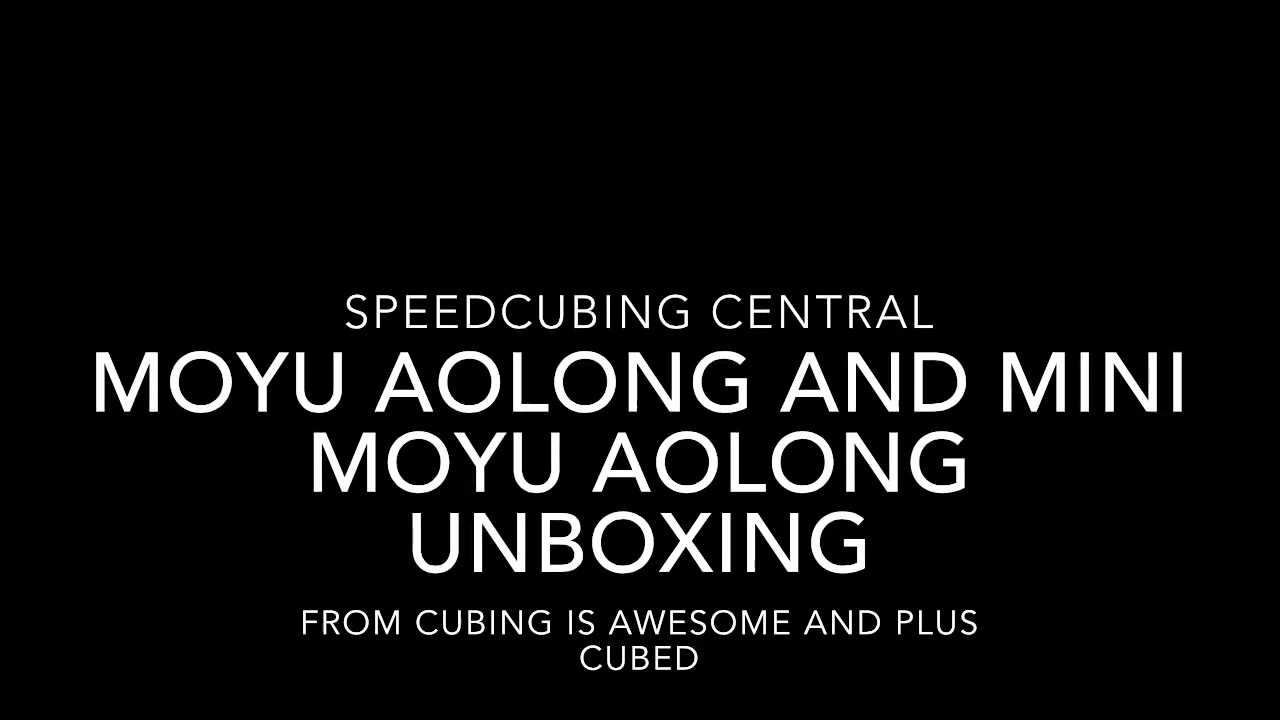 SPEEDCUBING CENTRAL
MOYU AOLONG AND MINI
MOYU AOLONG
UNBOXING
FROM CUBING IS AWESOME AND PLUS
CUBED